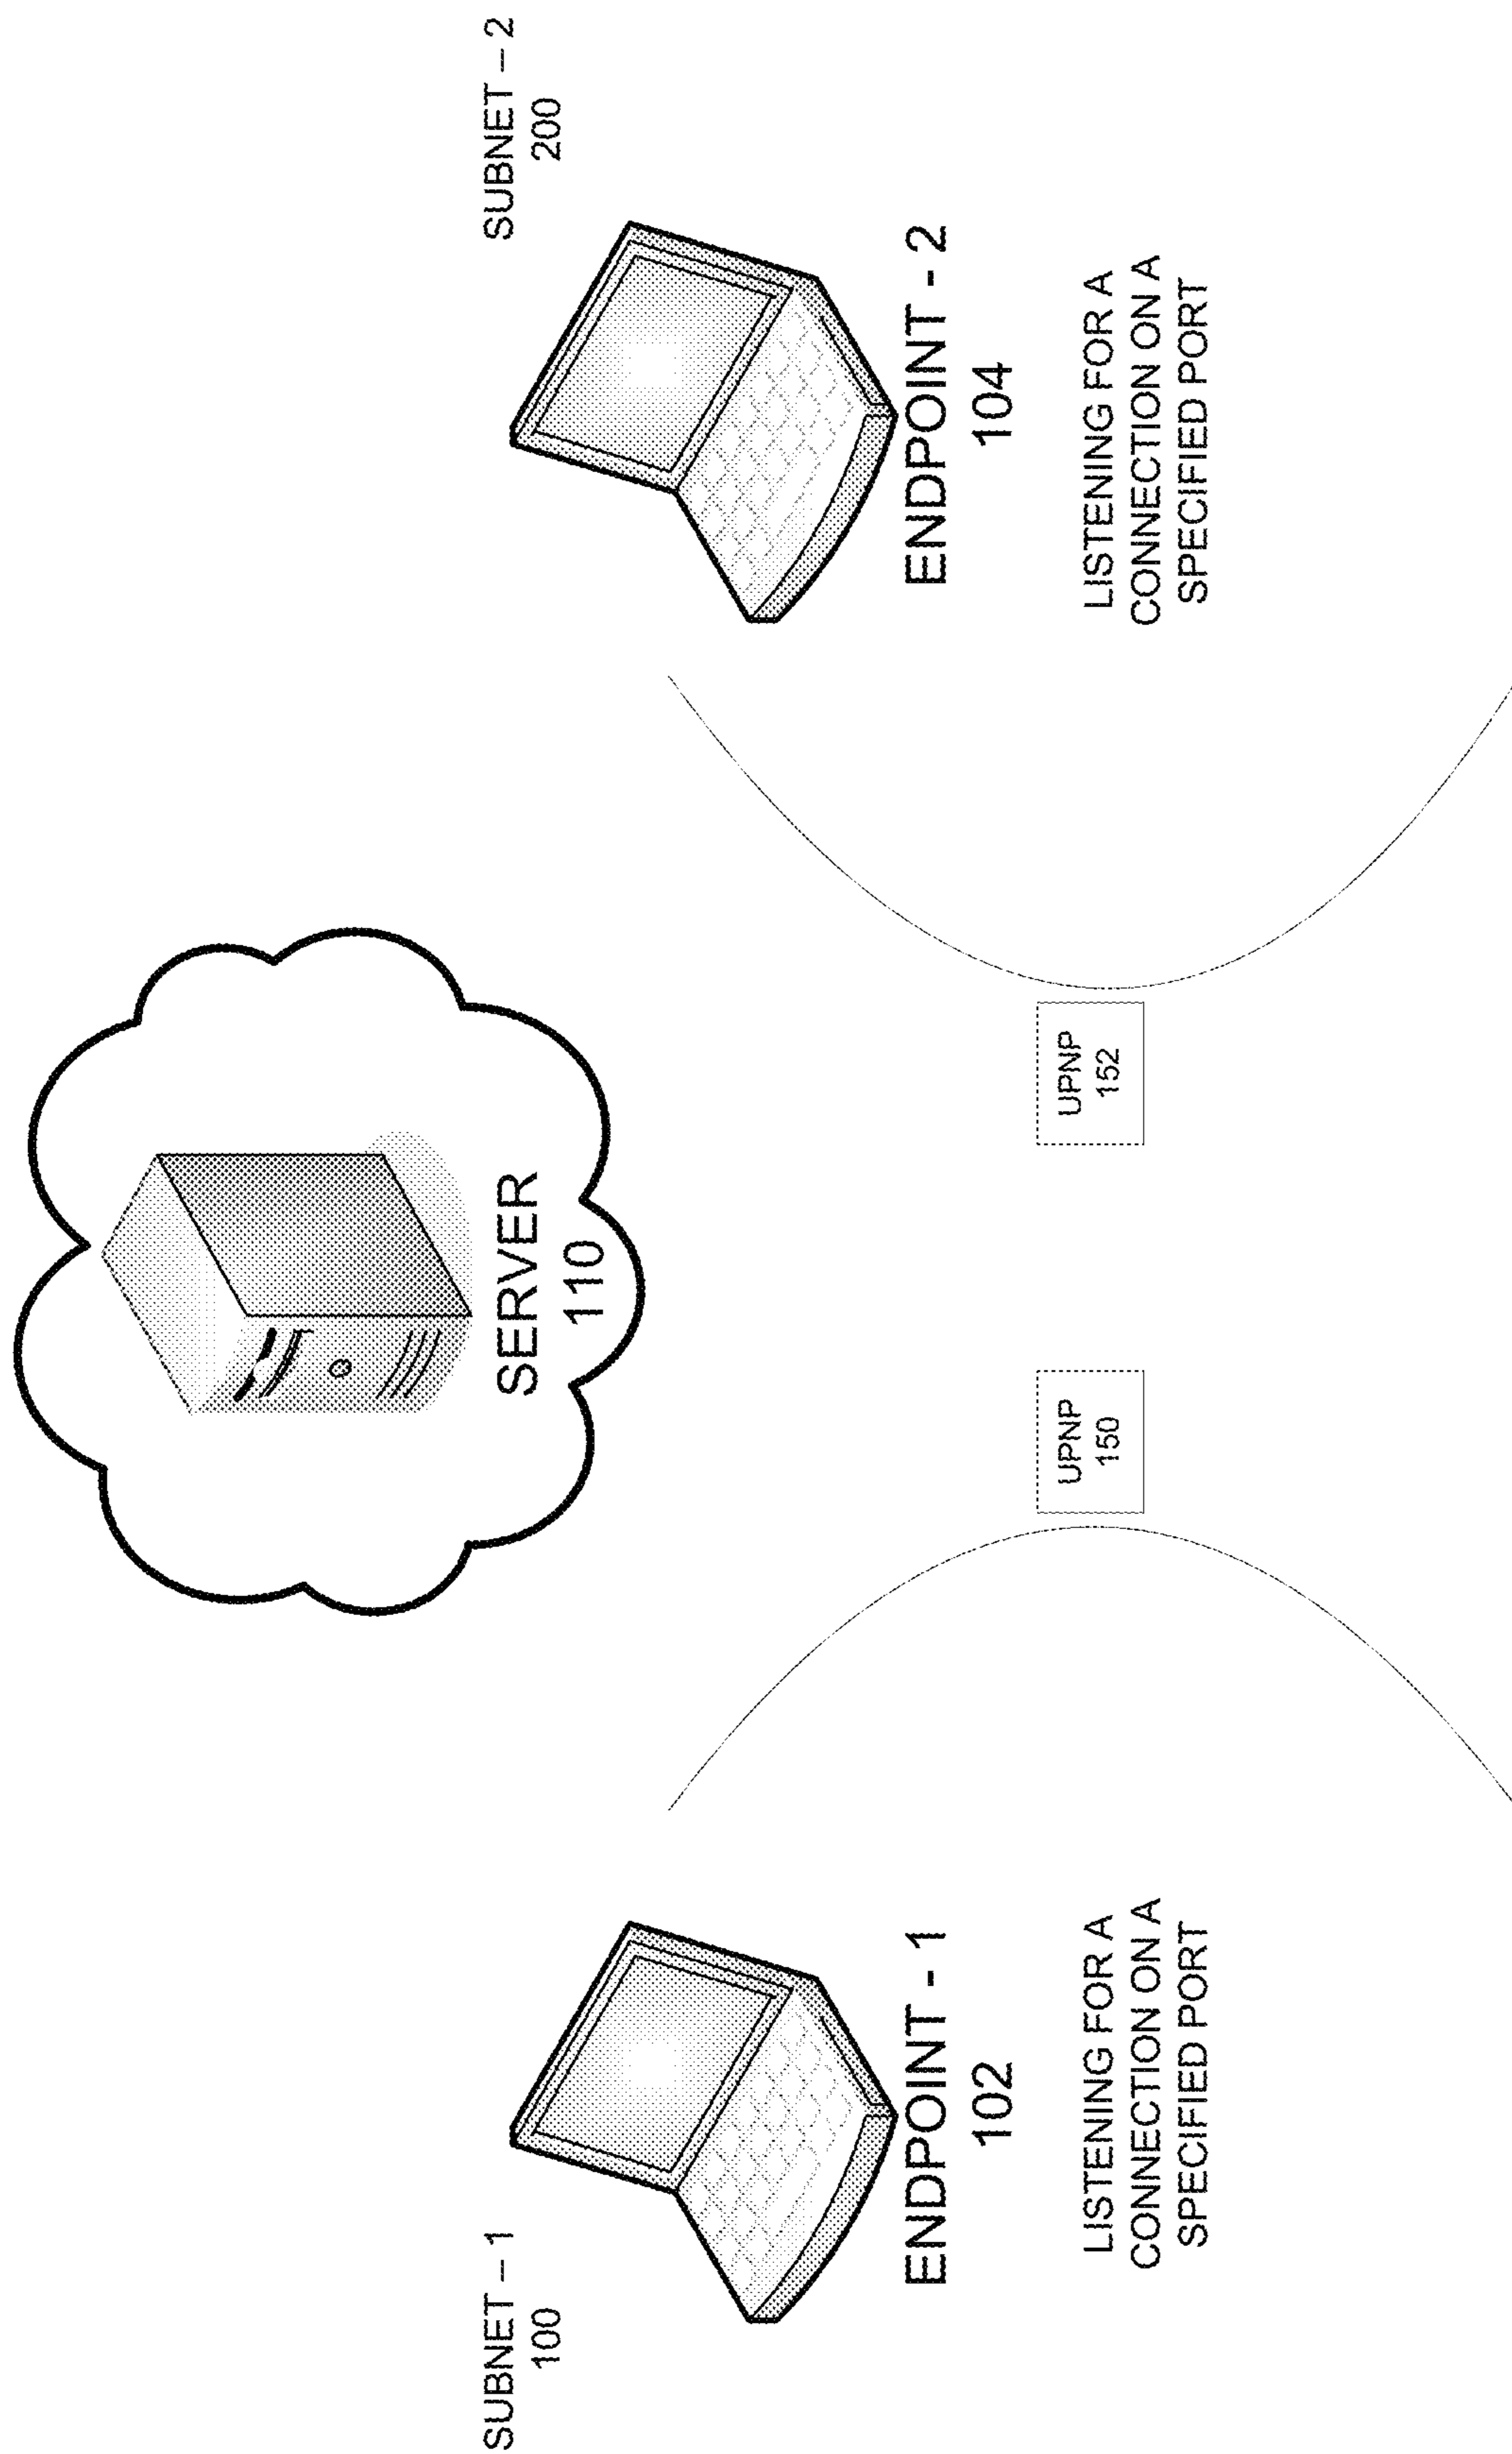 SERVER
110
SUBNET – 1
100
SUBNET – 2
200
ENDPOINT - 1
102
ENDPOINT - 2
104
UPNP
150
UPNP
152
LISTENING FOR A
CONNECTION ON A
SPECIFIED PORT
LISTENING FOR A
CONNECTION ON A
SPECIFIED PORT